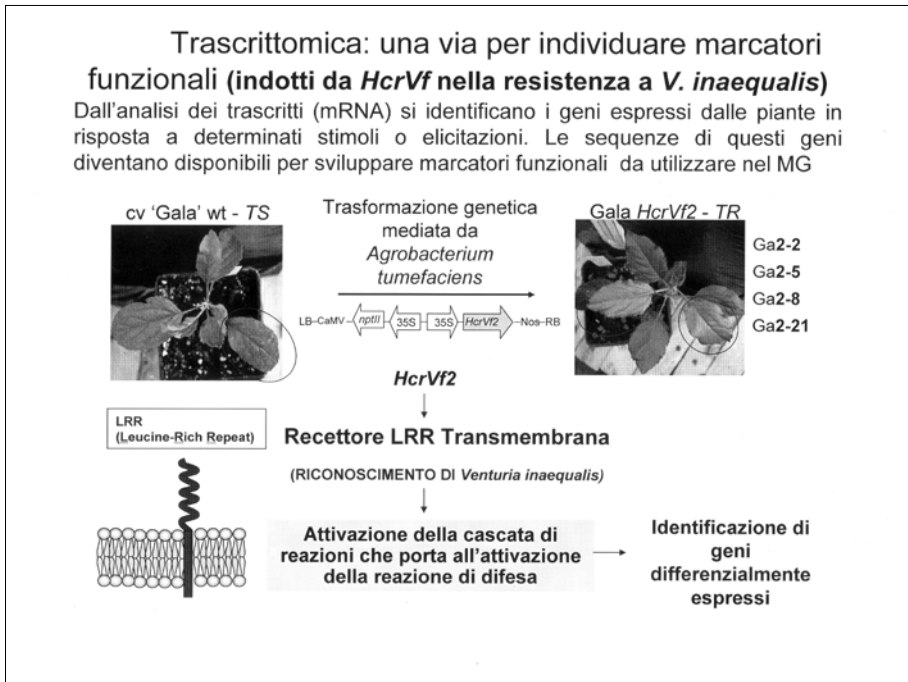 Trascrittomica: una via per individuare marcatori
funzionali (indotti da HcrVf nella resistenza a V. inaequalis)
Dall'analisi dei trascritti (mRNA) si identificano i geni espressi dalle piante in
risposta a determinati stimoli o elicitazioni. Le sequenze di questi geni
diventano disponibili per sviluppare marcatori funzionali da utilizzare nel MG
cv 'Gala' wt - TS
Trasformazione genetica
mediata da
Agrobacterium
tumefaciens
Gala HcrVf2 - TR
Ga2-2
Ga2-5
Ga2-8
Ga2-21
LB–CaMV nptII 35S 35S HcrVf2 Nos–RB
HcrVf2
LRR
(Leucine-Rich Repeat)
Recettore LRR Transmembrana
(RICONOSCIMENTO DI Venturia inaequalis)
Attivazione della cascata di
reazioni che porta all'attivazione
della reazione di difesa
Identificazione di
geni
differenzialmente
espressi